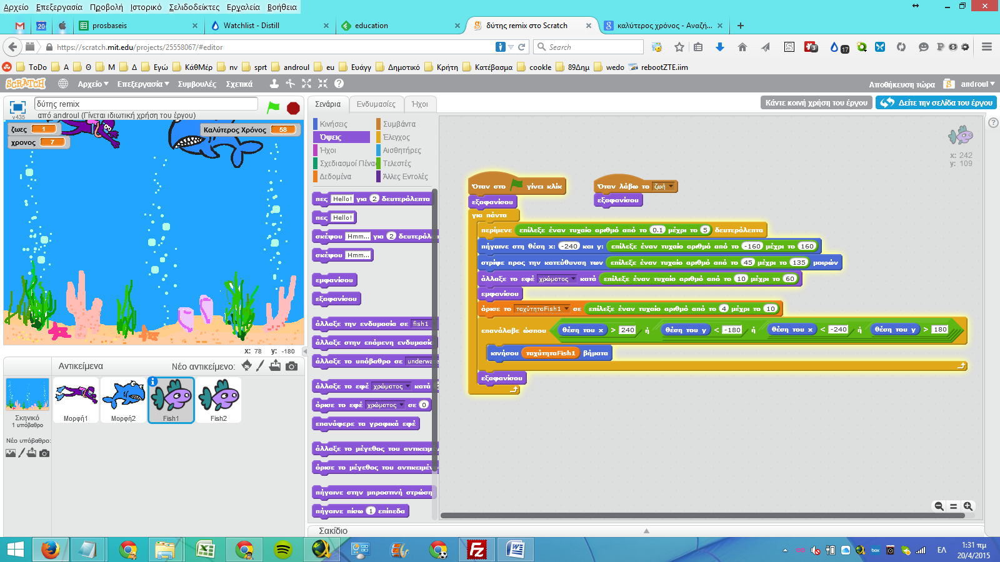 Αρχείο Επεξεργασία Προβολή Ιστορικό Σελιδοδείκτες Εργαλεία Βοήθεια
20 prosbaseis Watchlist - Distill education δύτης remix στο Scratch καλύτερος χρόνος - Αναζή...
https://scratch.mit.edu/projects/25558067/#editor Search 3 17
ToDo Α Θ Μ Δ Εγώ ΚάθΜέρ nv sprt androul eu Ευάγγ Δημοτικό Κρήτη Κατέβασμα cookle 89Δημ wedo rebootZTE.iim
SCRATCH Αρχείο Επεξεργασία Συμβουλές Σχετικά Αποθήκευση τώρα androul
v435 δύτης remix
από androul (Γίνεται ιδιωτική χρήση του έργου)
Σενάρια Ενδυμασίες Ήχοι Κάντε κοινή χρήση του έργου Δείτε την σελίδα του έργου
ζωες 1
χρονος 7
Καλύτερος Χρόνος 58
x: 78 y: -180
Κινήσεις Συμβάντα
Όψεις Έλεγχος
Ήχοι Αισθητήρες
Σχεδιασμοί Πένας Τελεστές
Δεδομένα Άλλες Εντολές
πες Hello! για 2 δευτερόλεπτα
πες Hello!
σκέψου Hmm... για 2 δευτερόλε
σκέψου Hmm...
εμφανίσου
εξαφανίσου
άλλαξε την ενδυμασία σε fish1
άλλαξε στην επόμενη ενδυμασία
άλλαξε το υπόβαθρο σε underwa
άλλαξε το εφέ χρώματος κατά
όρισε το εφέ χρώματος σε 0
επανάφερε τα γραφικά εφέ
άλλαξε το μέγεθος του αντικειμέ
όρισε το μέγεθος του αντικειμέν
πήγαινε στην μπροστινή στρώση
πήγαινε πίσω 1 επίπεδα
x: 242
y: 109
Όταν στο γίνει κλίκ
εξαφανίσου
για πάντα
περίμενε επίλεξε έναν τυχαίο αριθμό από το 0.1 μέχρι το 5 δευτερόλεπτα
πήγαινε στη θέση x: -240 και y: επίλεξε έναν τυχαίο αριθμό από το -160 μέχρι το 160
στρίψε προς την κατεύθυνση των επίλεξε έναν τυχαίο αριθμό από το 45 μέχρι το 135 μοιρών
άλλαξε το εφέ χρώματος κατά επίλεξε έναν τυχαίο αριθμό από το 10 μέχρι το 60
εμφανίσου
όρισε το ταχύτηταFish1 σε επίλεξε έναν τυχαίο αριθμό από το 4 μέχρι το 10
επανάλαβε ώσπου θέση του x > 240 ή θέση του y < -180 ή θέση του x < -240 ή θέση του y > 180
κινήσου ταχύτηταFish1 βήματα
εξαφανίσου
Όταν λάβω το ζωή
εξαφανίσου
Αντικείμενα Νέο αντικείμενο:
Σκηνικό
1 υπόβαθρο
Νέο υπόβαθρο:
Μορφή1 Μορφή2 Fish1 Fish2
Σακίδιο
ΕΛ 1:31 πμ
20/4/2015